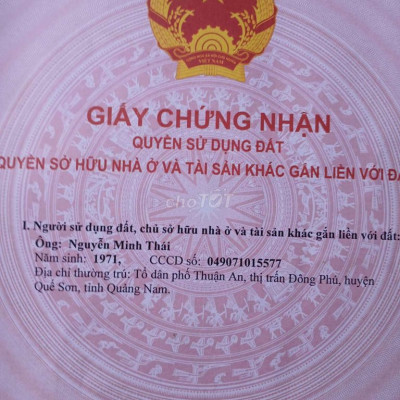 GIẤY CHỨNG NHẬN
QUYỀN SỬ DỤNG ĐẤT
QUYỀN SỞ HỮU NHÀ Ở VÀ TÀI SẢN KHÁC GẮN LIỀN VỚI ĐẤ
choTỐT
I. Người sử dụng đất, chủ sở hữu nhà ở và tài sản khác gắn liền với đất:
Ông: Nguyễn Minh Thái
Năm sinh: 1971, CCCD số: 049071015577
Địa chỉ thường trú: Tổ dân phố Thuận An, thị trấn Đông Phú, huyện
Quế Sơn, tỉnh Quảng Nam.